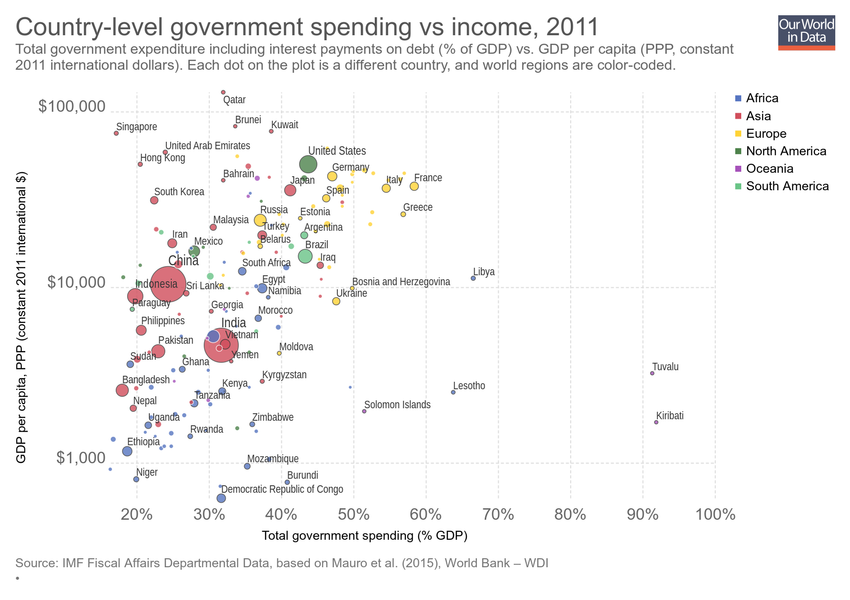 Country-level government spending vs income, 2011
Total government expenditure including interest payments on debt (% of GDP) vs. GDP per capita (PPP, constant
2011 international dollars). Each dot on the plot is a different country, and world regions are color-coded.
Our World
in Data
GDP per capita, PPP (constant 2011 international $)
$100,000
$10,000
$1,000
Qatar
Singapore
Brunei
Kuwait
United Arab Emirates
Hong Kong
United States
Bahrain
Germany
Japan
Italy
France
South Korea
Spain
Russia
Estonia
Greece
Malaysia
Turkey
Argentina
Iran
Mexico
Belarus
Brazil
China
South Africa
Iraq
Libya
Indonesia
Sri Lanka
Egypt
Namibia
Bosnia and Herzegovina
Ukraine
Paraguay
Georgia
Morocco
Philippines
India
Vietnam
Pakistan
Yemen
Moldova
Sudan
Ghana
Tuvalu
Bangladesh
Kenya
Kyrgyzstan
Lesotho
Nepal
Tanzania
Solomon Islands
Kiribati
Uganda
Rwanda
Zimbabwe
Ethiopia
Niger
Mozambique
Burundi
Democratic Republic of Congo
20%
30%
40%
50%
60%
70%
80%
90%
100%
Total government spending (% GDP)
Africa
Asia
Europe
North America
Oceania
South America
Source: IMF Fiscal Affairs Departmental Data, based on Mauro et al. (2015), World Bank – WDI
•